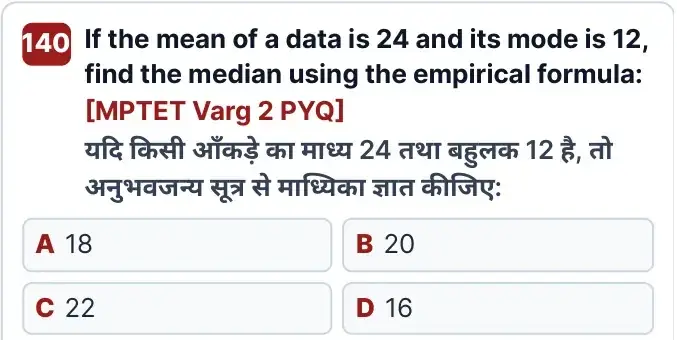 140 If the mean of a data is 24 and its mode is 12,
find the median using the empirical formula:
[MPTET Varg 2 PYQ]
यदि किसी आँकड़े का माध्य 24 तथा बहुलक 12 है, तो
अनुभवजन्य सूत्र से माध्यिका ज्ञात कीजिए:
A 18
B 20
C 22
D 16